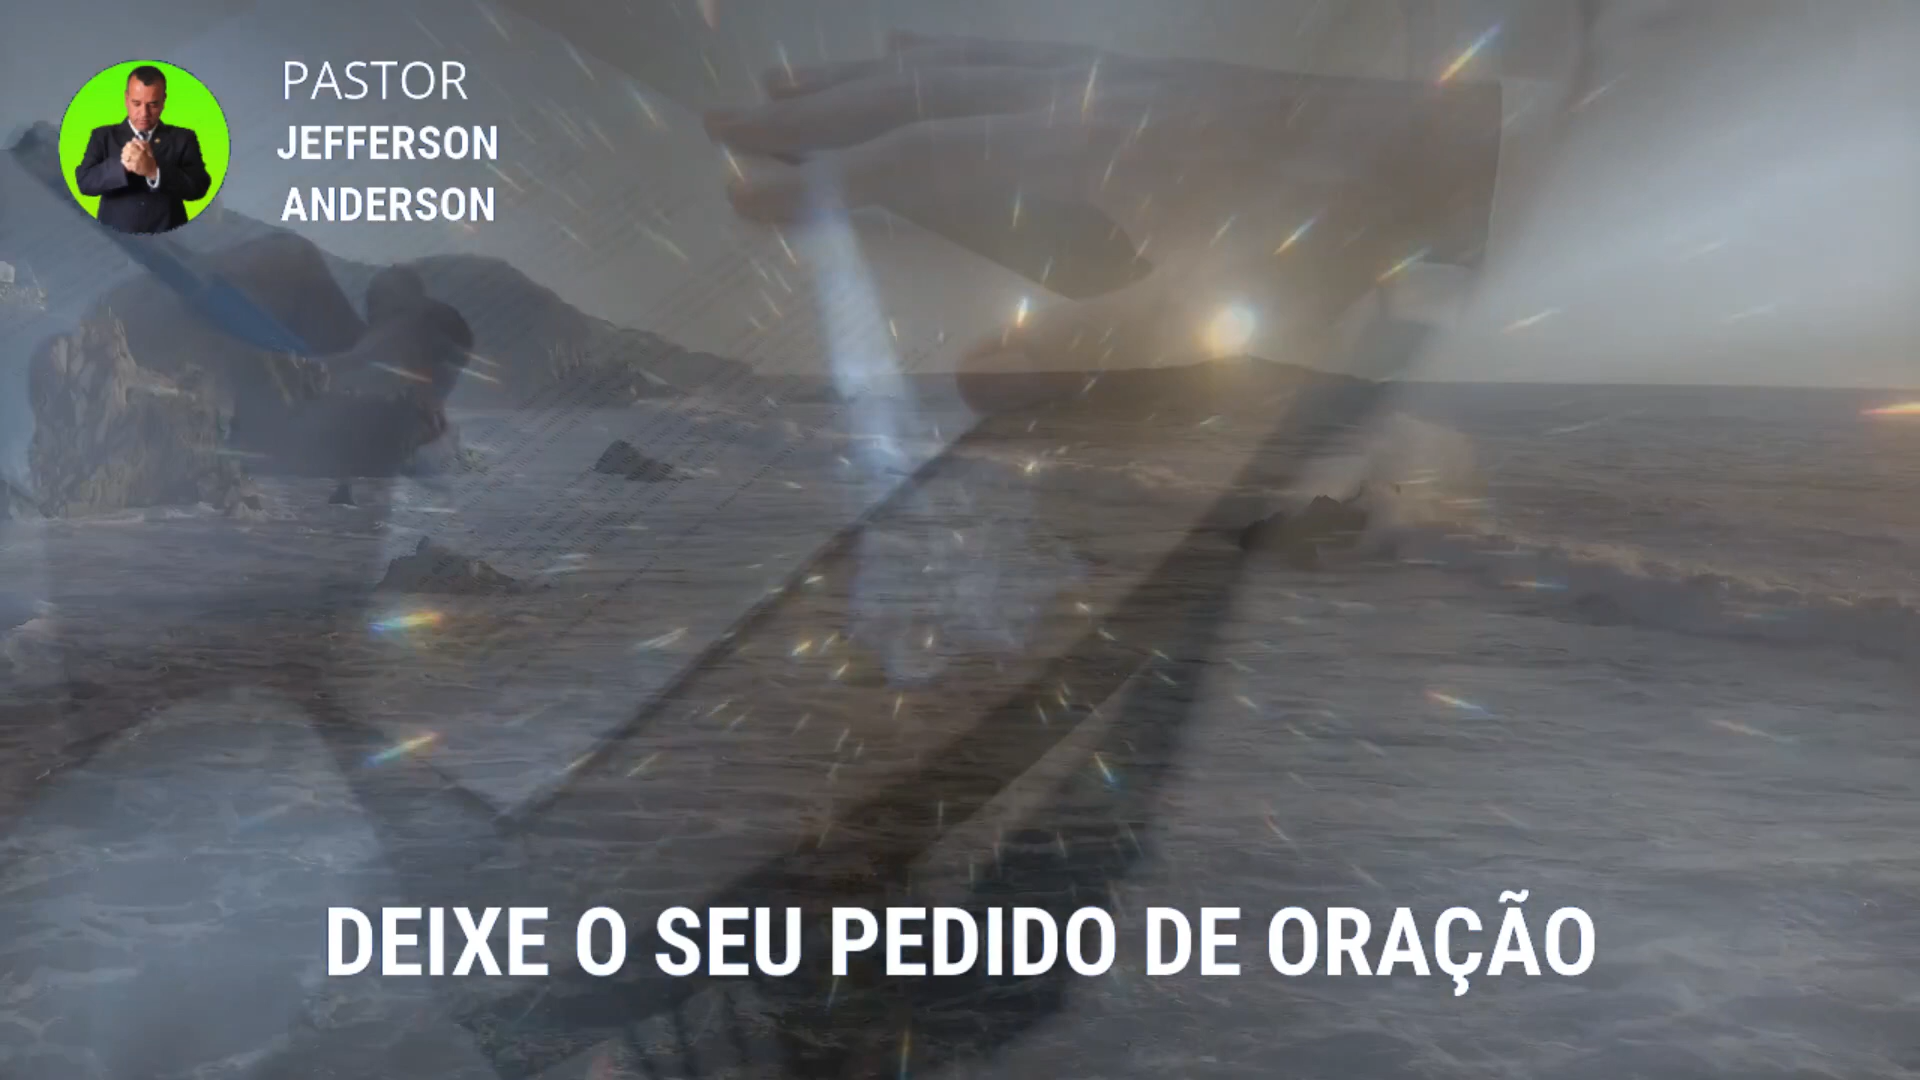 PASTOR
JEFFERSON
ANDERSON
DEIXE O SEU PEDIDO DE ORAÇÃO